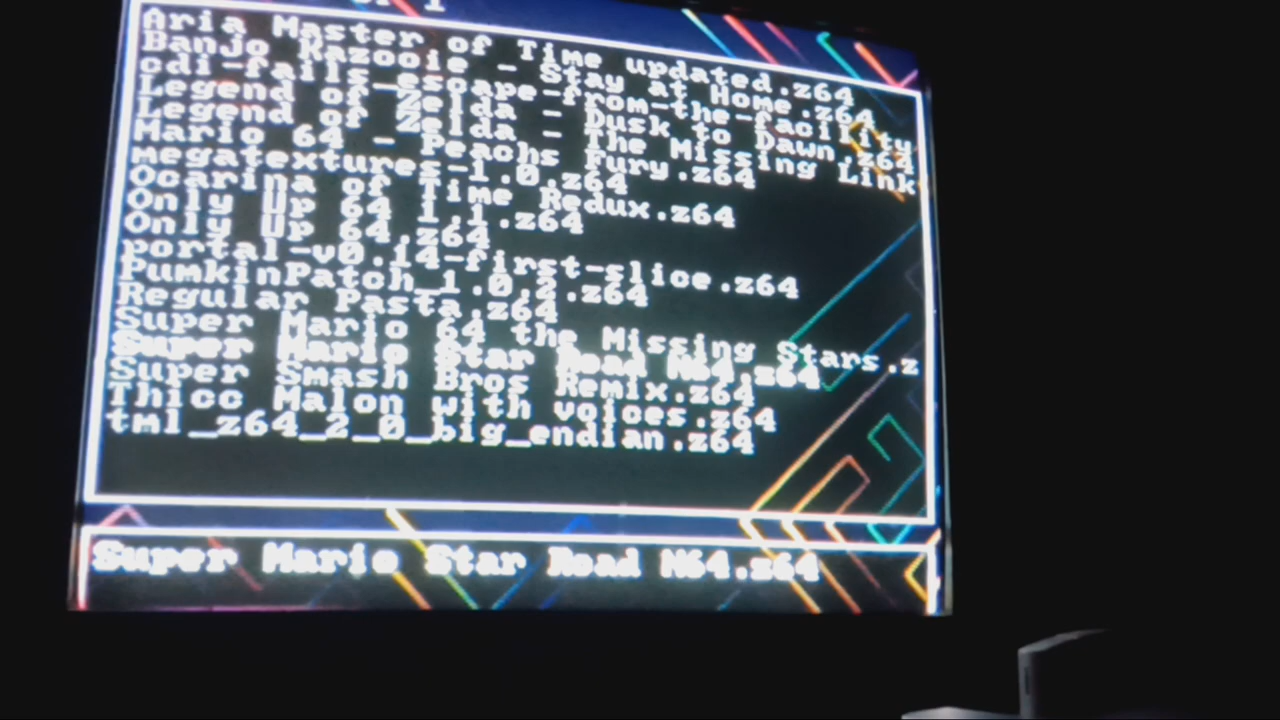 1
Aria Master of Time updated.z64
Banjo Kazooie - Stay at Home.z64
cdi-fails_escape-from-the-facility
Legend of Zelda - Dusk to Dawn.z64
Legend of Zelda - The Missing Link
Mario 64 - Peachs Fury.z64
megatextures-1.0.z64
Ocarina of Time Redux.z64
Only Up 64 1.1.z64
Only Up 64.z64
portal-v0.14-first-slice.z64
PumkinPatch_1.0.2.z64
Regular Pasta.z64
Super Mario 64 the Missing Stars.z
Super Mario Star Road N64.z64
Super Smash Bros Remix.z64
Thicc Malon with voices.z64
tml_z64_2_0_big_endian.z64
Super Mario Star Road N64.z64